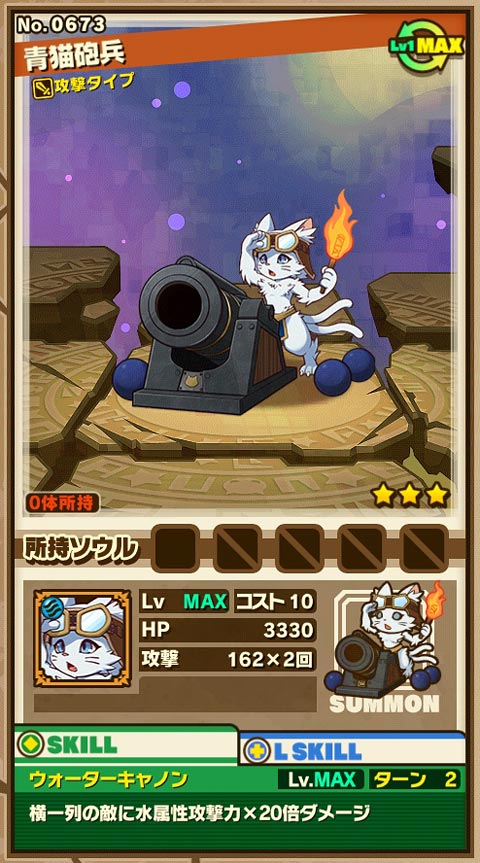 No.0673
青猫砲兵
Lv1 MAX
攻撃タイプ
0体所持
所持ソウル
Lv MAX コスト10
HP 3330
攻撃 162×2回
SUMMON
SKILL
L SKILL
ウォーターキャノン Lv.MAX ターン 2
横一列の敵に水属性攻撃力×20倍ダメージ